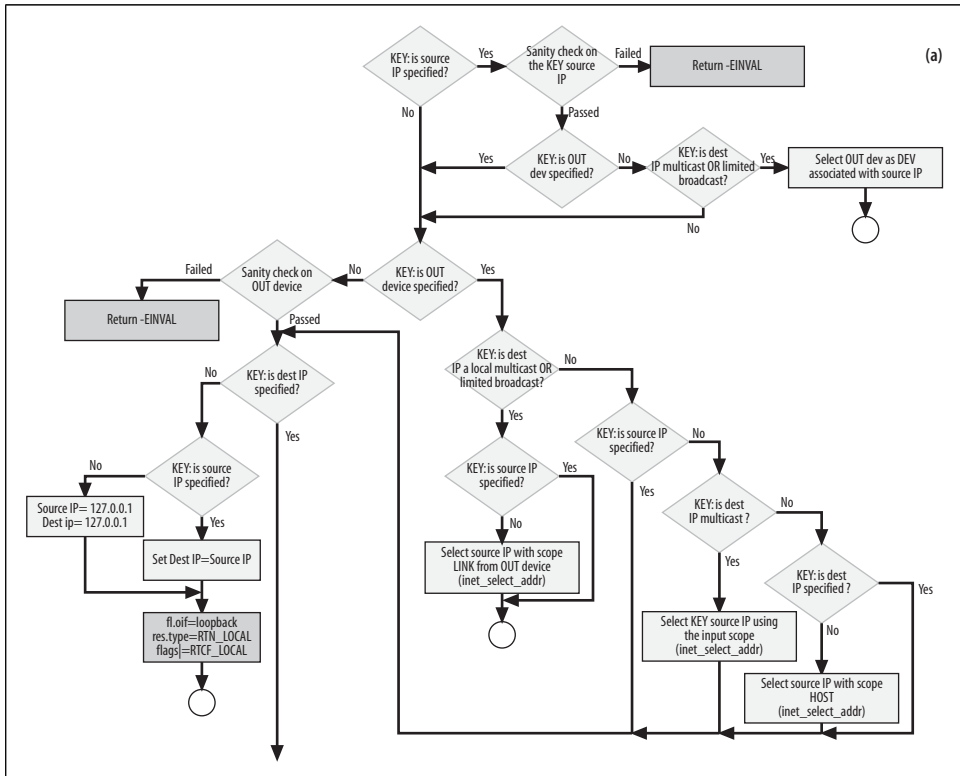 (a)
KEY: is source
IP specified?
Yes
Sanity check on
the KEY source
IP
Failed
Return -EINVAL
No
Passed
Yes
KEY: is OUT
dev specified?
No
KEY: is dest
IP multicast OR limited
broadcast?
Yes
Select OUT dev as DEV
associated with source IP
No
Failed
Sanity check on
OUT device
No
KEY: is OUT
device specified?
Yes
Return -EINVAL
Passed
KEY: is dest IP
specified?
No
Yes
KEY: is dest
IP a local multicast OR
limited broadcast?
No
Yes
KEY: is source IP
specified?
No
Yes
No
KEY: is source
IP specified?
Yes
Source IP= 127.0.0.1
Dest ip= 127.0.0.1
Set Dest IP=Source IP
fl.oif=loopback
res.type=RTN_LOCAL
flags|=RTCF_LOCAL
KEY: is source IP
specified?
Yes
No
Select source IP with scope
LINK from OUT device
(inet_select_addr)
KEY: is dest
IP multicast ?
No
Yes
KEY: is dest
IP specified ?
Yes
No
Select KEY source IP using
the input scope
(inet_select_addr)
Select source IP with scope
HOST
(inet_select_addr)